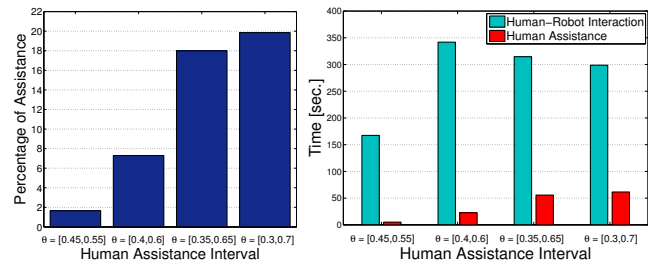 22
20
18
16
14
12
10
8
6
4
2
0
Percentage of Assistance
θ = [0.45,0.55] θ = [0.4,0.6] θ = [0.35,0.65] θ = [0.3,0.7]
Human Assistance Interval
400
350
300
250
200
150
100
50
0
Time [sec.]
Human−Robot Interaction
Human Assistance
θ = [0.45,0.55] θ = [0.4,0.6] θ = [0.35,0.65] θ = [0.3,0.7]
Human Assistance Interval